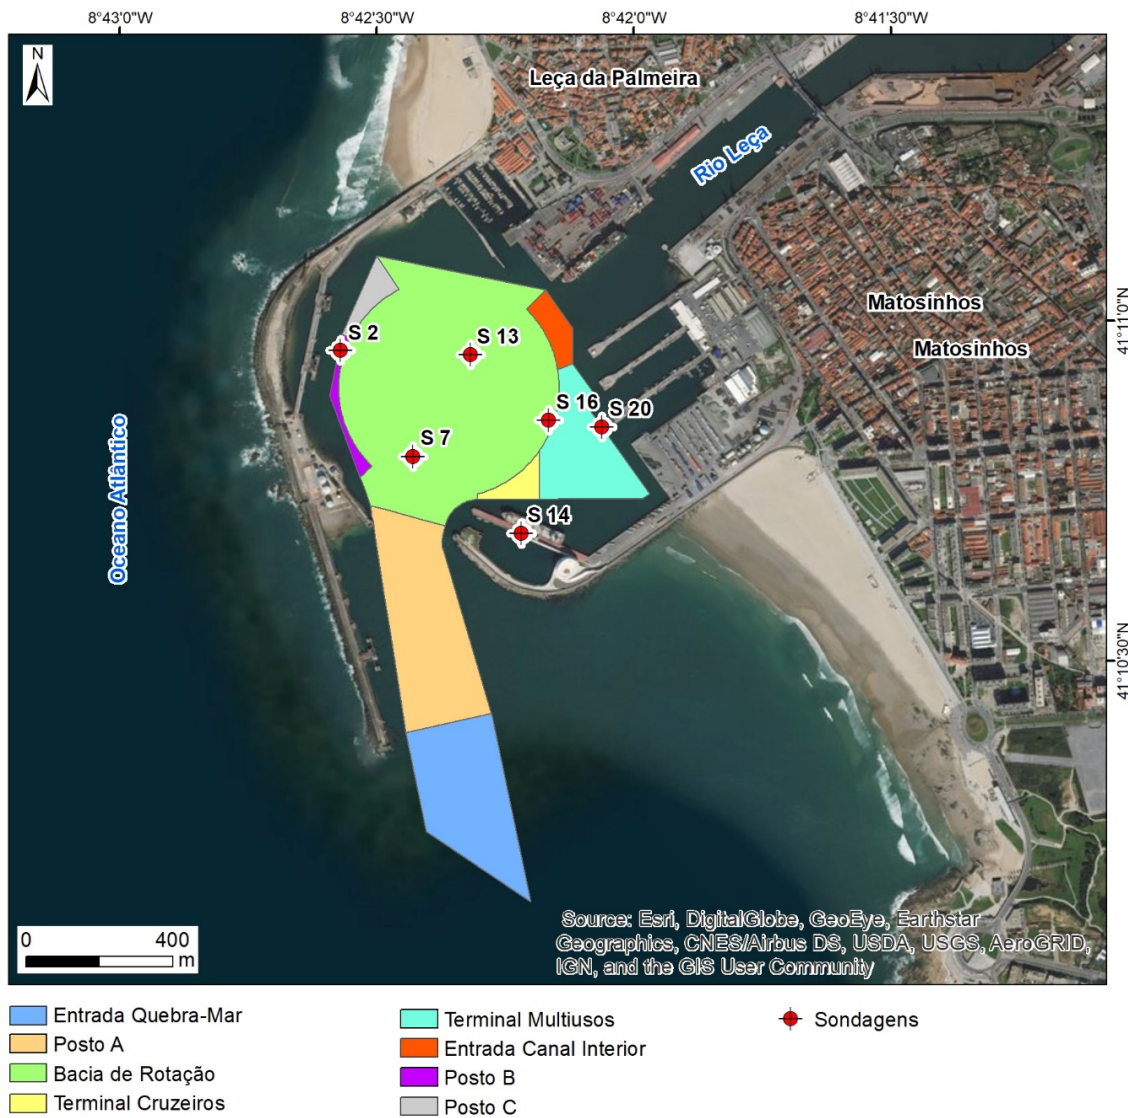 8°43'0"W
8°42'30"W
8°42'0"W
8°41'30"W
N
Leça da Palmeira
Rio Leça
Matosinhos
Matosinhos
41°11'0"N
S 2
S 13
S 16
S 20
S 7
S 14
Oceano Atlântico
41°10'30"N
0 400
m
Source: Esri, DigitalGlobe, GeoEye, Earthstar
Geographics, CNES/Airbus DS, USDA, USGS, AeroGRID,
IGN, and the GIS User Community
Entrada Quebra-Mar
Posto A
Bacia de Rotação
Terminal Cruzeiros
Terminal Multiusos
Entrada Canal Interior
Posto B
Posto C
Sondagens